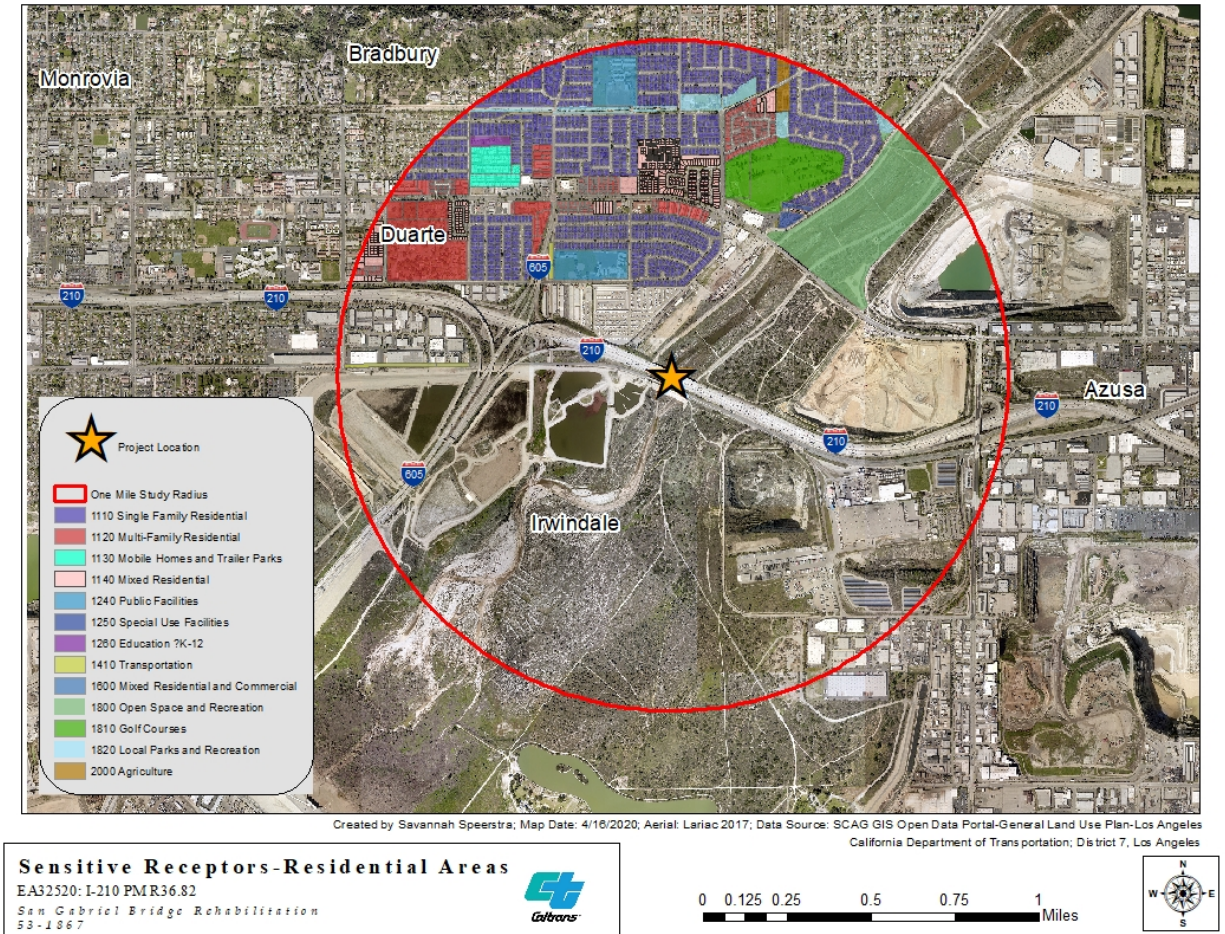 Bradbury
Monrovia
Duarte
605
210
210
210
Azusa
210
210
605
Irwindale
Project Location
One Mile Study Radius
1110 Single Family Residential
1120 Multi-Family Residential
1130 Mobile Homes and Trailer Parks
1140 Mixed Residential
1240 Public Facilities
1250 Special Use Facilities
1260 Education ?K-12
1410 Transportation
1600 Mixed Residential and Commercial
1800 Open Space and Recreation
1810 Golf Courses
1820 Local Parks and Recreation
2000 Agriculture
Created by Savannah Speerstra; Map Date: 4/16/2020; Aerial: Lariac 2017; Data Source: SCAG GIS Open Data Portal-General Land Use Plan-Los Angeles
California Department of Transportation; District 7, Los Angeles
Sensitive Receptors-Residential Areas
EA32520: I-210 PM R36.82
San Gabriel Bridge Rehabilitation
53-1867
Caltrans
0 0.125 0.25 0.5 0.75 1
Miles
N
W E
S